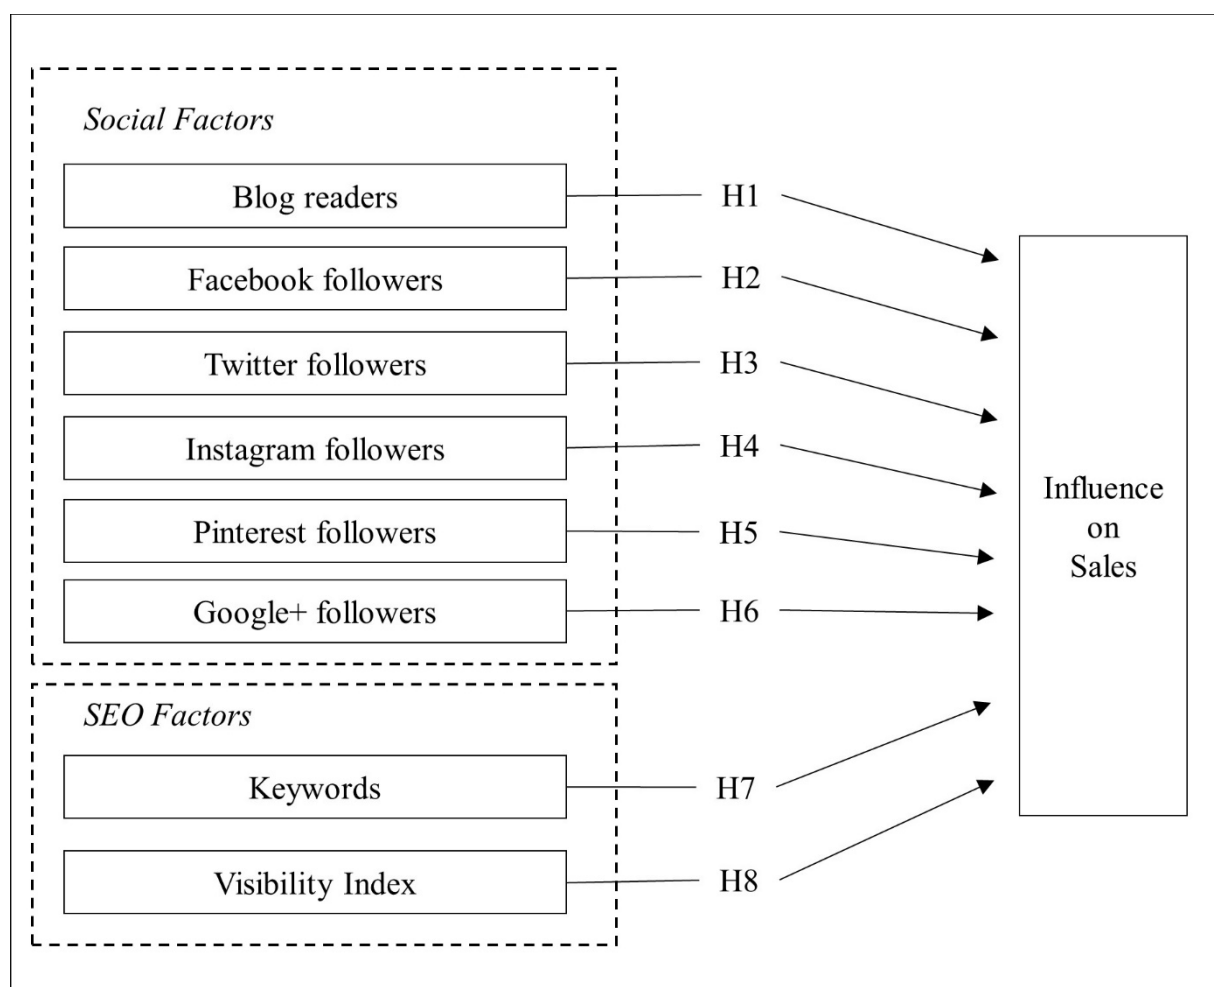 Social Factors
Blog readers
H1
Facebook followers
H2
Twitter followers
H3
Instagram followers
H4
Pinterest followers
H5
Google+ followers
H6
SEO Factors
Keywords
H7
Visibility Index
H8
Influence
on
Sales